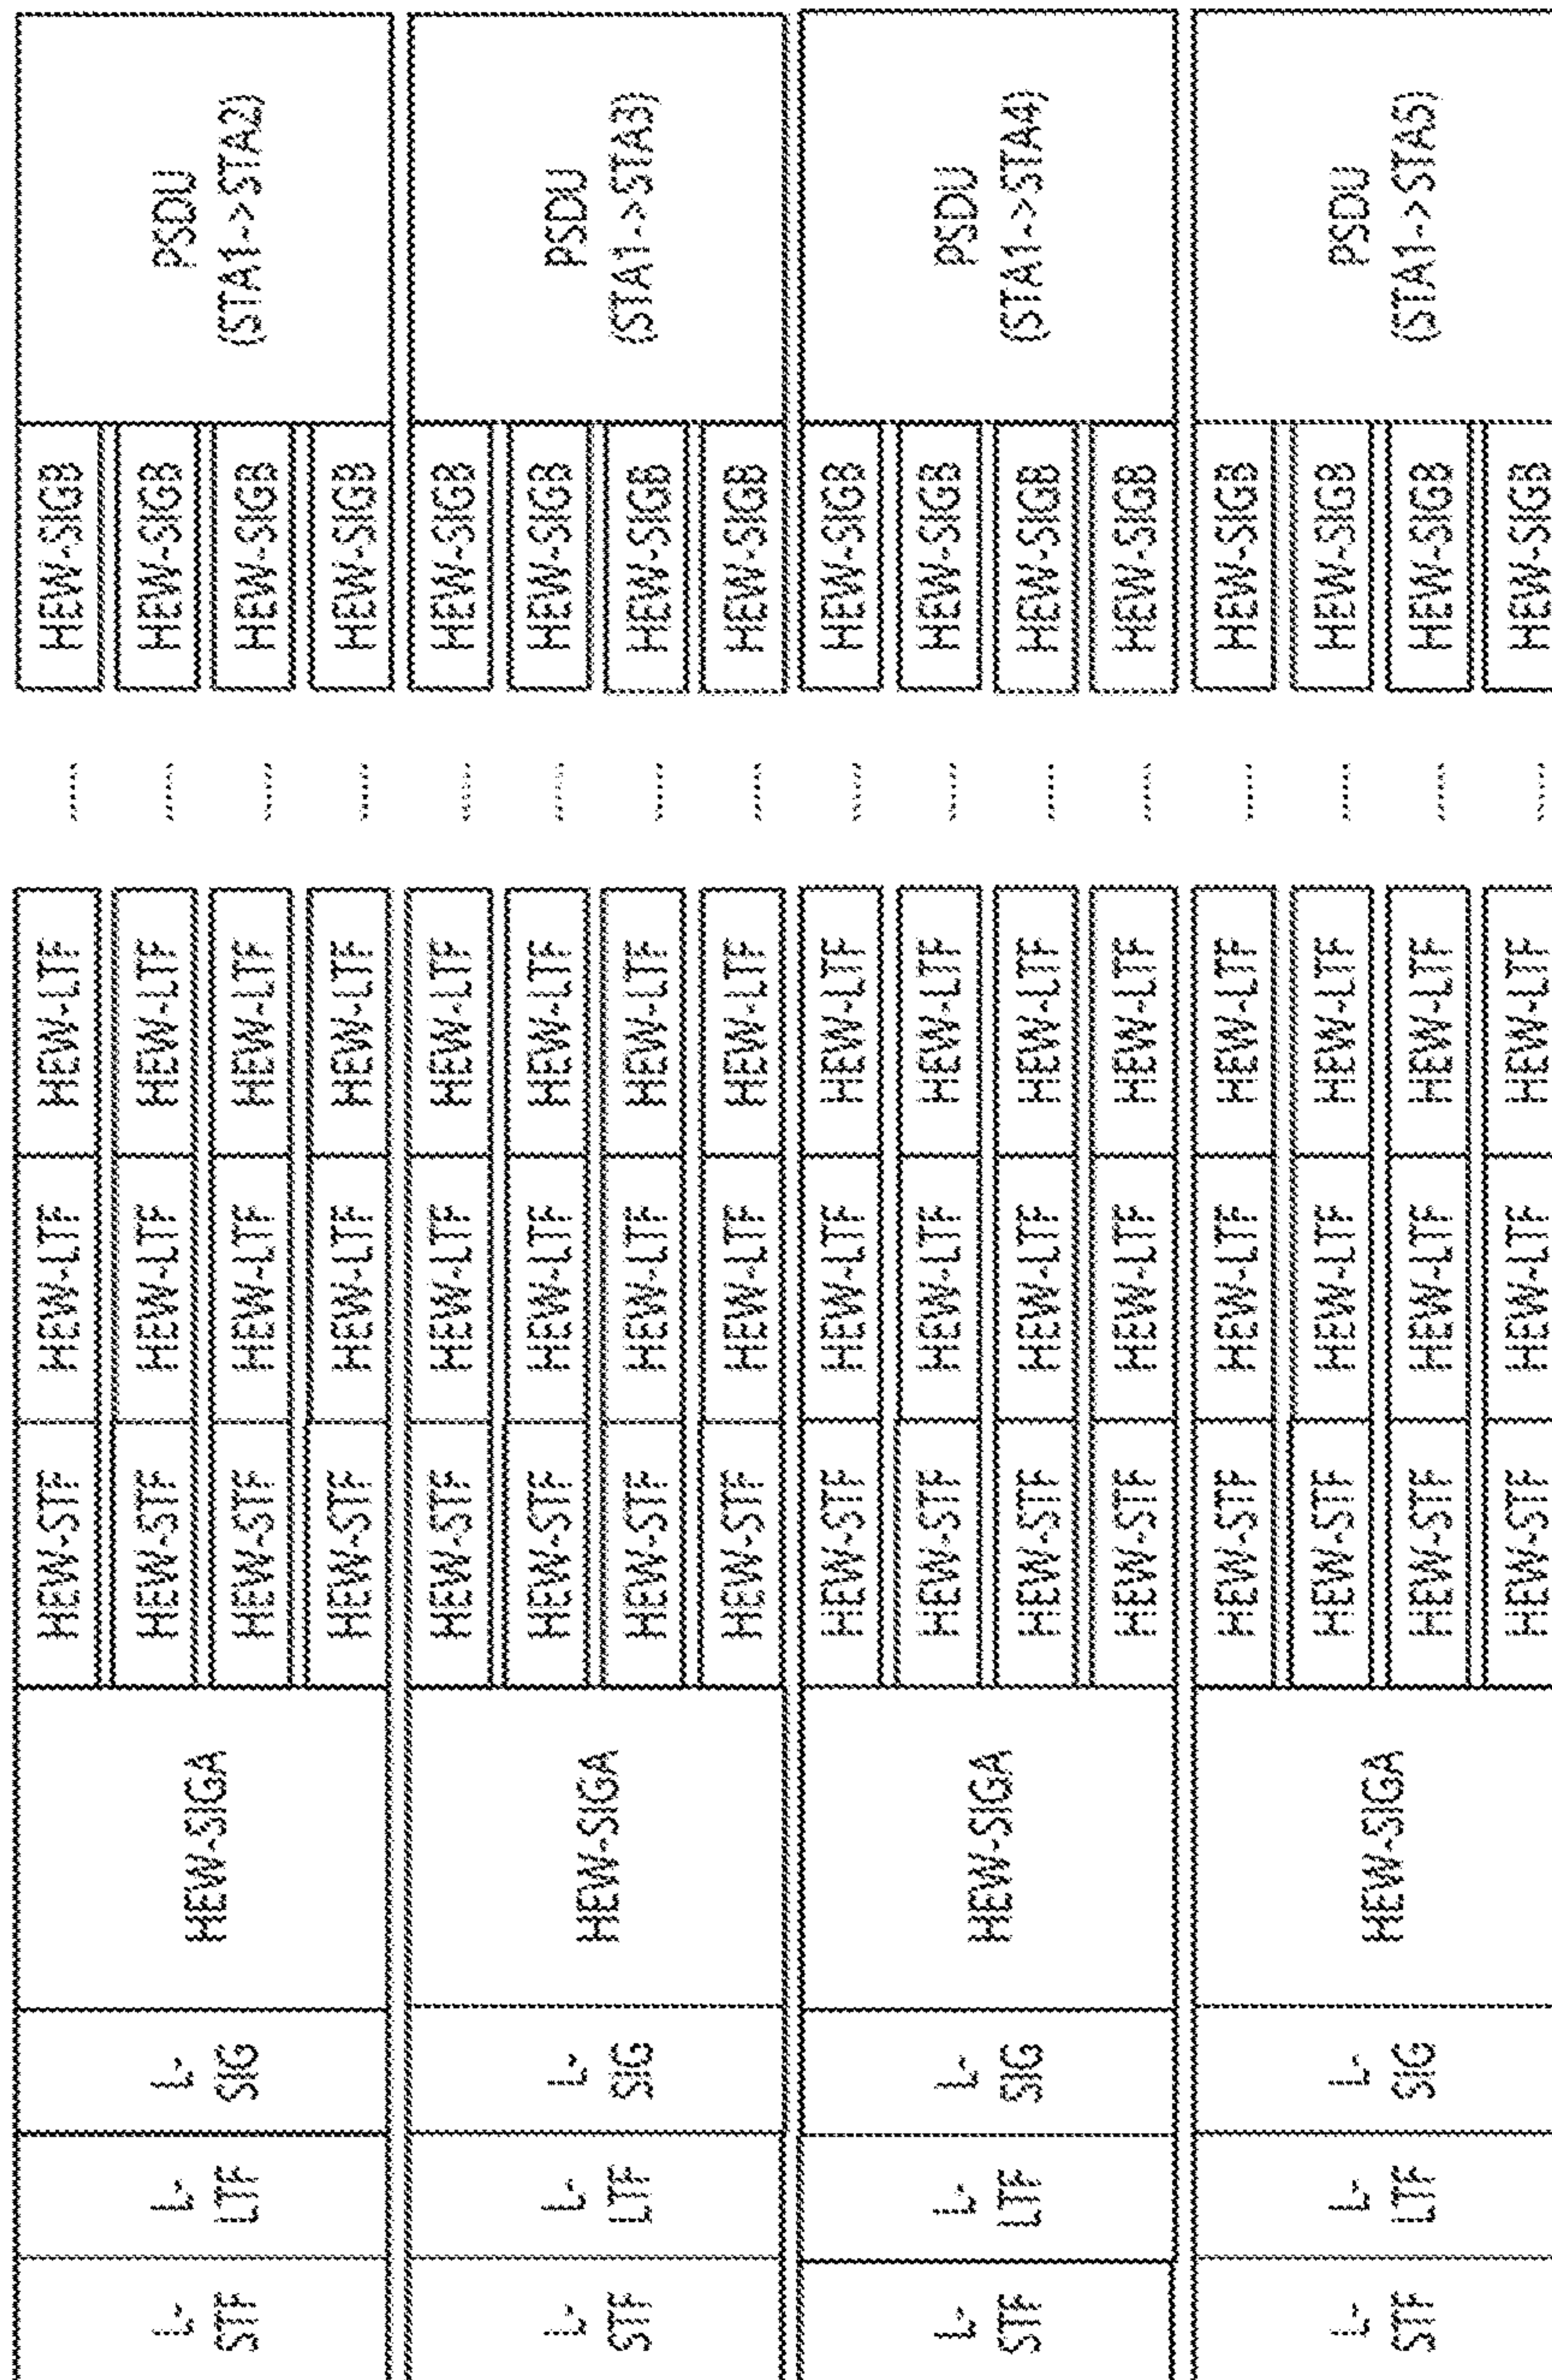 L-
STF
L-
LTF
L-
SIG
HEW-SIGA
HEW-STF HEW-LTF HEW-LTF ..... HEW-SIGB
HEW-STF HEW-LTF HEW-LTF ..... HEW-SIGB
HEW-STF HEW-LTF HEW-LTF ..... HEW-SIGB
HEW-STF HEW-LTF HEW-LTF ..... HEW-SIGB
PSDU
(STA1->STA2)
L-
STF
L-
LTF
L-
SIG
HEW-SIGA
HEW-STF HEW-LTF HEW-LTF ..... HEW-SIGB
HEW-STF HEW-LTF HEW-LTF ..... HEW-SIGB
HEW-STF HEW-LTF HEW-LTF ..... HEW-SIGB
HEW-STF HEW-LTF HEW-LTF ..... HEW-SIGB
PSDU
(STA1->STA3)
L-
STF
L-
LTF
L-
SIG
HEW-SIGA
HEW-STF HEW-LTF HEW-LTF ..... HEW-SIGB
HEW-STF HEW-LTF HEW-LTF ..... HEW-SIGB
HEW-STF HEW-LTF HEW-LTF ..... HEW-SIGB
HEW-STF HEW-LTF HEW-LTF ..... HEW-SIGB
PSDU
(STA1->STA4)
L-
STF
L-
LTF
L-
SIG
HEW-SIGA
HEW-STF HEW-LTF HEW-LTF ..... HEW-SIGB
HEW-STF HEW-LTF HEW-LTF ..... HEW-SIGB
HEW-STF HEW-LTF HEW-LTF ..... HEW-SIGB
HEW-STF HEW-LTF HEW-LTF ..... HEW-SIGB
PSDU
(STA1->STA5)